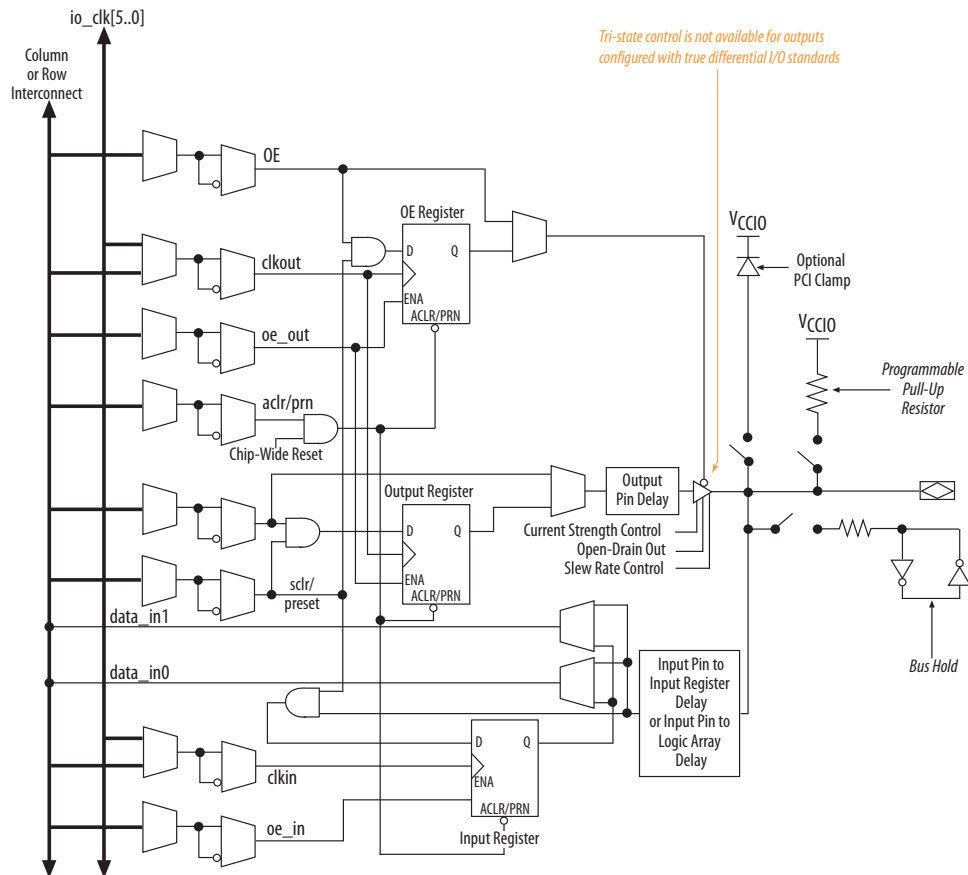 io_clk[5..0]
Column
or Row
Interconnect
Tri-state control is not available for outputs
configured with true differential I/O standards
OE
OE Register
D
Q
ENA
ACLR/PRN
clkout
oe_out
aclr/prn
Chip-Wide Reset
VCCIO
Optional
PCI Clamp
VCCIO
Programmable
Pull-Up
Resistor
Output Register
D
Q
ENA
ACLR/PRN
Output
Pin Delay
Current Strength Control
Open-Drain Out
Slew Rate Control
sclr/
preset
data_in1
data_in0
Bus Hold
Input Pin to
Input Register
Delay
or Input Pin to
Logic Array
Delay
D
Q
ENA
ACLR/PRN
Input Register
clkin
oe_in